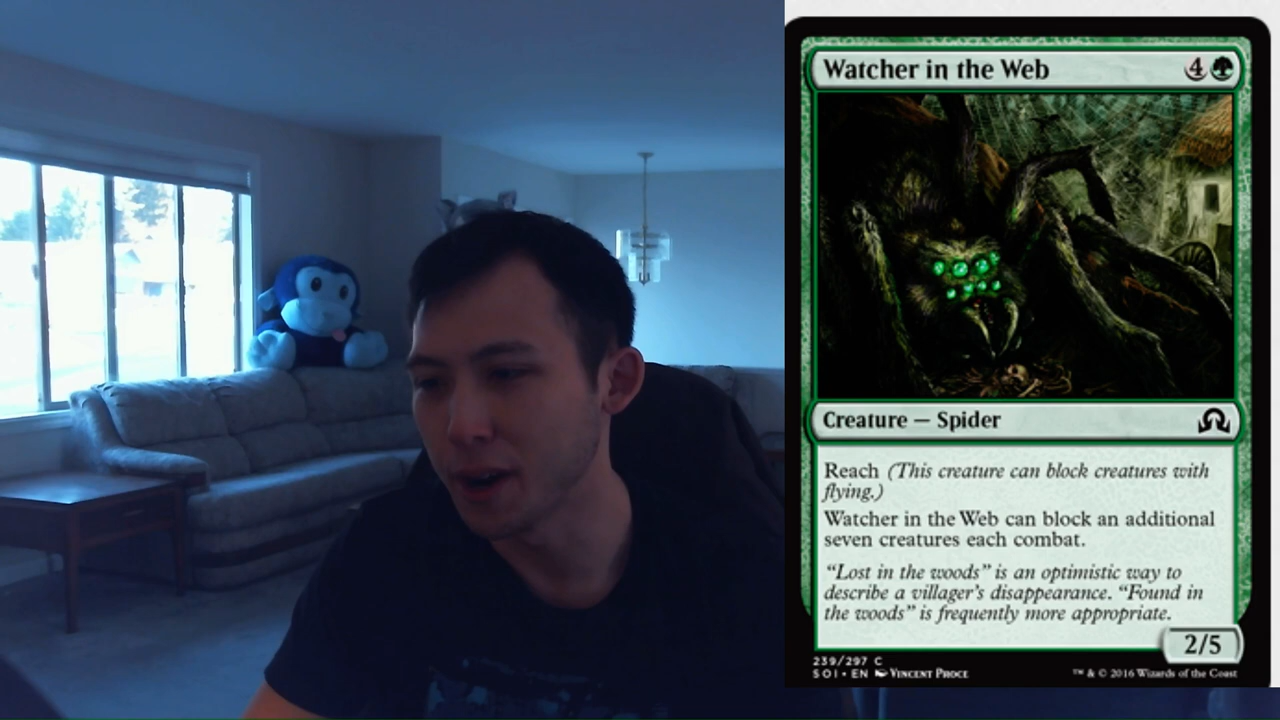 Watcher in the Web 4
Creature — Spider
Reach (This creature can block creatures with
flying.)
Watcher in the Web can block an additional
seven creatures each combat.
“Lost in the woods” is an optimistic way to
describe a villager’s disappearance. “Found in
the woods” is frequently more appropriate.
2/5
239/297 C
SOI • EN VINCENT PROCE
™ & © 2016 Wizards of the Coast